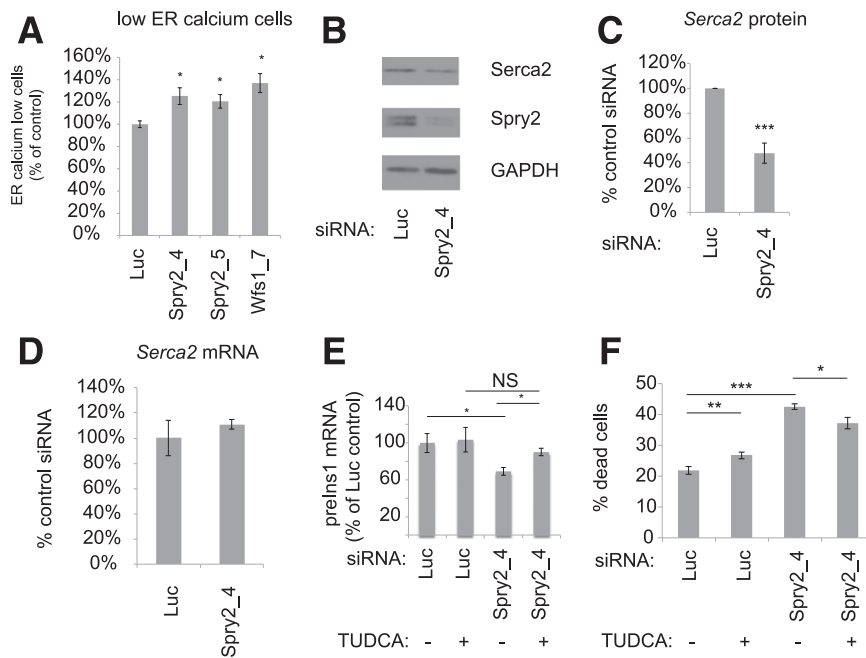 A
low ER calcium cells
ER calcium low cells
(% of control)
160%
140%
120%
100%
80%
60%
40%
20%
0%
* * *
Luc
Spry2_4
Spry2_5
Wfs1_7
B
Serca2
Spry2
GAPDH
siRNA:
Luc
Spry2_4
C
Serca2 protein
% control siRNA
120%
100%
80%
60%
40%
20%
0%
***
siRNA:
Luc
Spry2_4
D
Serca2 mRNA
% control siRNA
140%
120%
100%
80%
60%
40%
20%
0%
Luc
Spry2_4
E
preIns1 mRNA
(% of Luc control)
140
100
60
20
NS
*
*
siRNA:
Luc
Luc
Spry2_4
Spry2_4
TUDCA: - + - +
F
% dead cells
50
40
30
20
10
0
*
***
**
siRNA:
Luc
Luc
Spry2_4
Spry2_4
TUDCA: - + - +